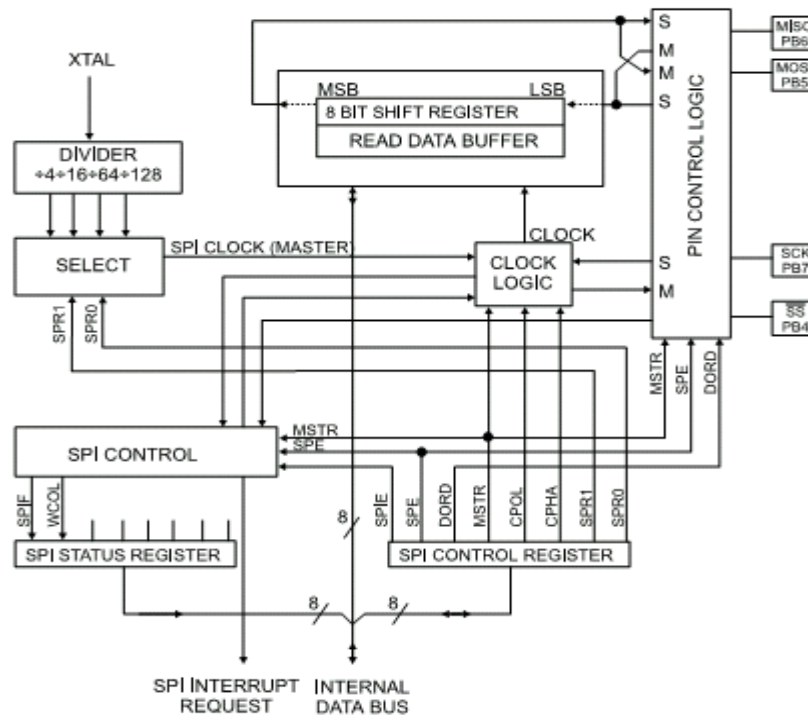 MISO
PB6
MOSI
PB5
S
M
M
S
XTAL
MSB
LSB
8 BIT SHIFT REGISTER
READ DATA BUFFER
DIVIDER
÷4÷16÷64÷128
PIN CONTROL LOGIC
CLOCK
SPI CLOCK (MASTER)
SELECT
CLOCK
LOGIC
S
M
SCK
PB7
SS
PB4
SPR1
SPR0
MSTR
SPE
DORD
MSTR
SPE
SPI CONTROL
SPIF
WCOL
SPIE
SPE
DORD
MSTR
CPOL
CPHA
SPR1
SPR0
8
SPI STATUS REGISTER
SPI CONTROL REGISTER
8
8
SPI INTERRUPT
REQUEST
INTERNAL
DATA BUS